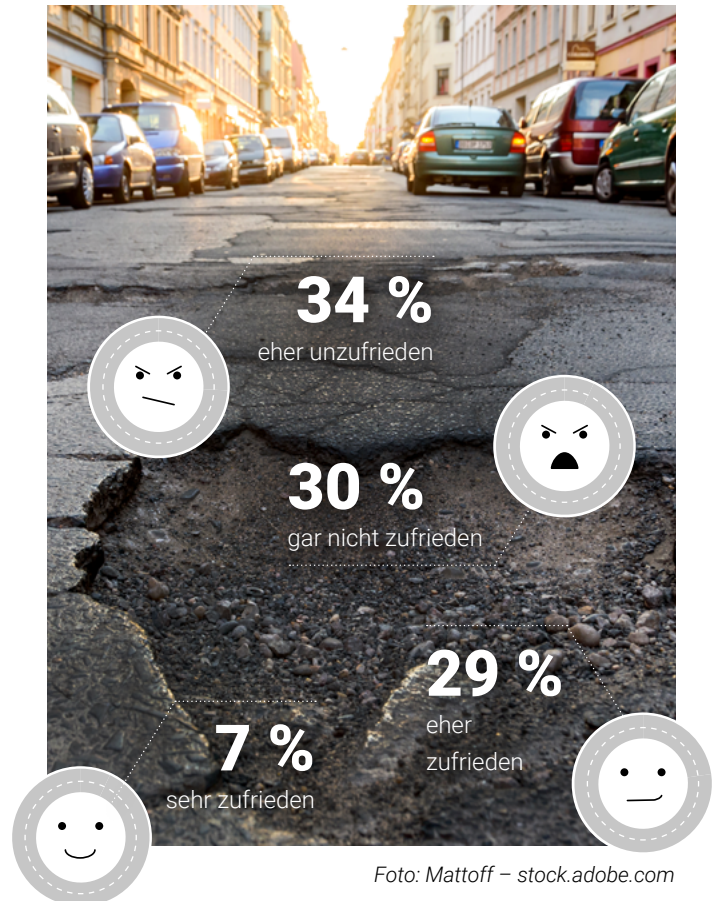 34 %
eher unzufrieden
30 %
gar nicht zufrieden
29 %
eher
zufrieden
7 %
sehr zufrieden
Foto: Mattoff – stock.adobe.com